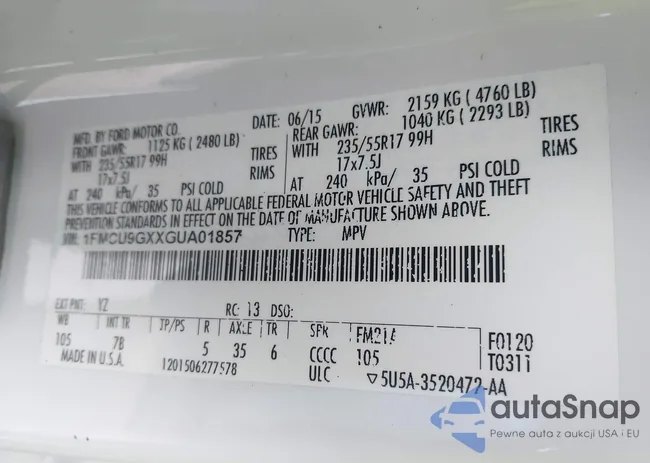 MFD. BY FORD MOTOR CO. DATE: 06/15 GVWR: 2159 KG ( 4760 LB)
FRONT GAWR: 1125 KG ( 2480 LB) REAR GAWR: 1040 KG ( 2293 LB)
WITH 235/55R17 99H TIRES WITH 235/55R17 99H TIRES
17x7.5J RIMS 17x7.5J RIMS
AT 240 kPa/ 35 PSI COLD AT 240 kPa/ 35 PSI COLD
THIS VEHICLE CONFORMS TO ALL APPLICABLE FEDERAL MOTOR VEHICLE SAFETY AND THEFT
PREVENTION STANDARDS IN EFFECT ON THE DATE OF MANUFACTURE SHOWN ABOVE.
VIN: 1FMCU9GXXGUA01857 TYPE: MPV
EXT PNT: YZ RC: 13 DSO:
WB INT TR TP/PS R AXLE TR SPR FM21A F0120
105 7B 5 35 6 CCCC 105 T0311
MADE IN U.S.A. 1201506277578 ULC ▽5U5A-3520472-AA
autaSnap
Pewne auta z aukcji USA i EU